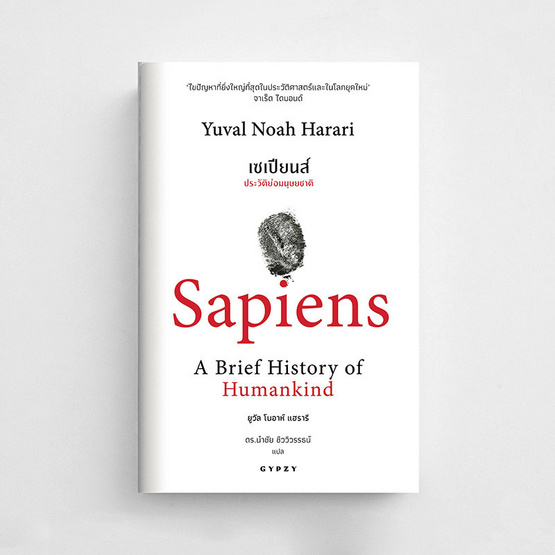 'ไขปัญหาที่ยิ่งใหญ่ที่สุดในประวัติศาสตร์และในโลกยุคใหม่'
จาเร็ด ไดมอนด์
Yuval Noah Harari
เซเปียนส์
ประวัติย่อมนุษยชาติ
Sapiens
A Brief History of
Humankind
ยูวัล โนอาห์ แฮรารี
ดร.นำชัย ชีววิวรรธน์
แปล
GYPZY